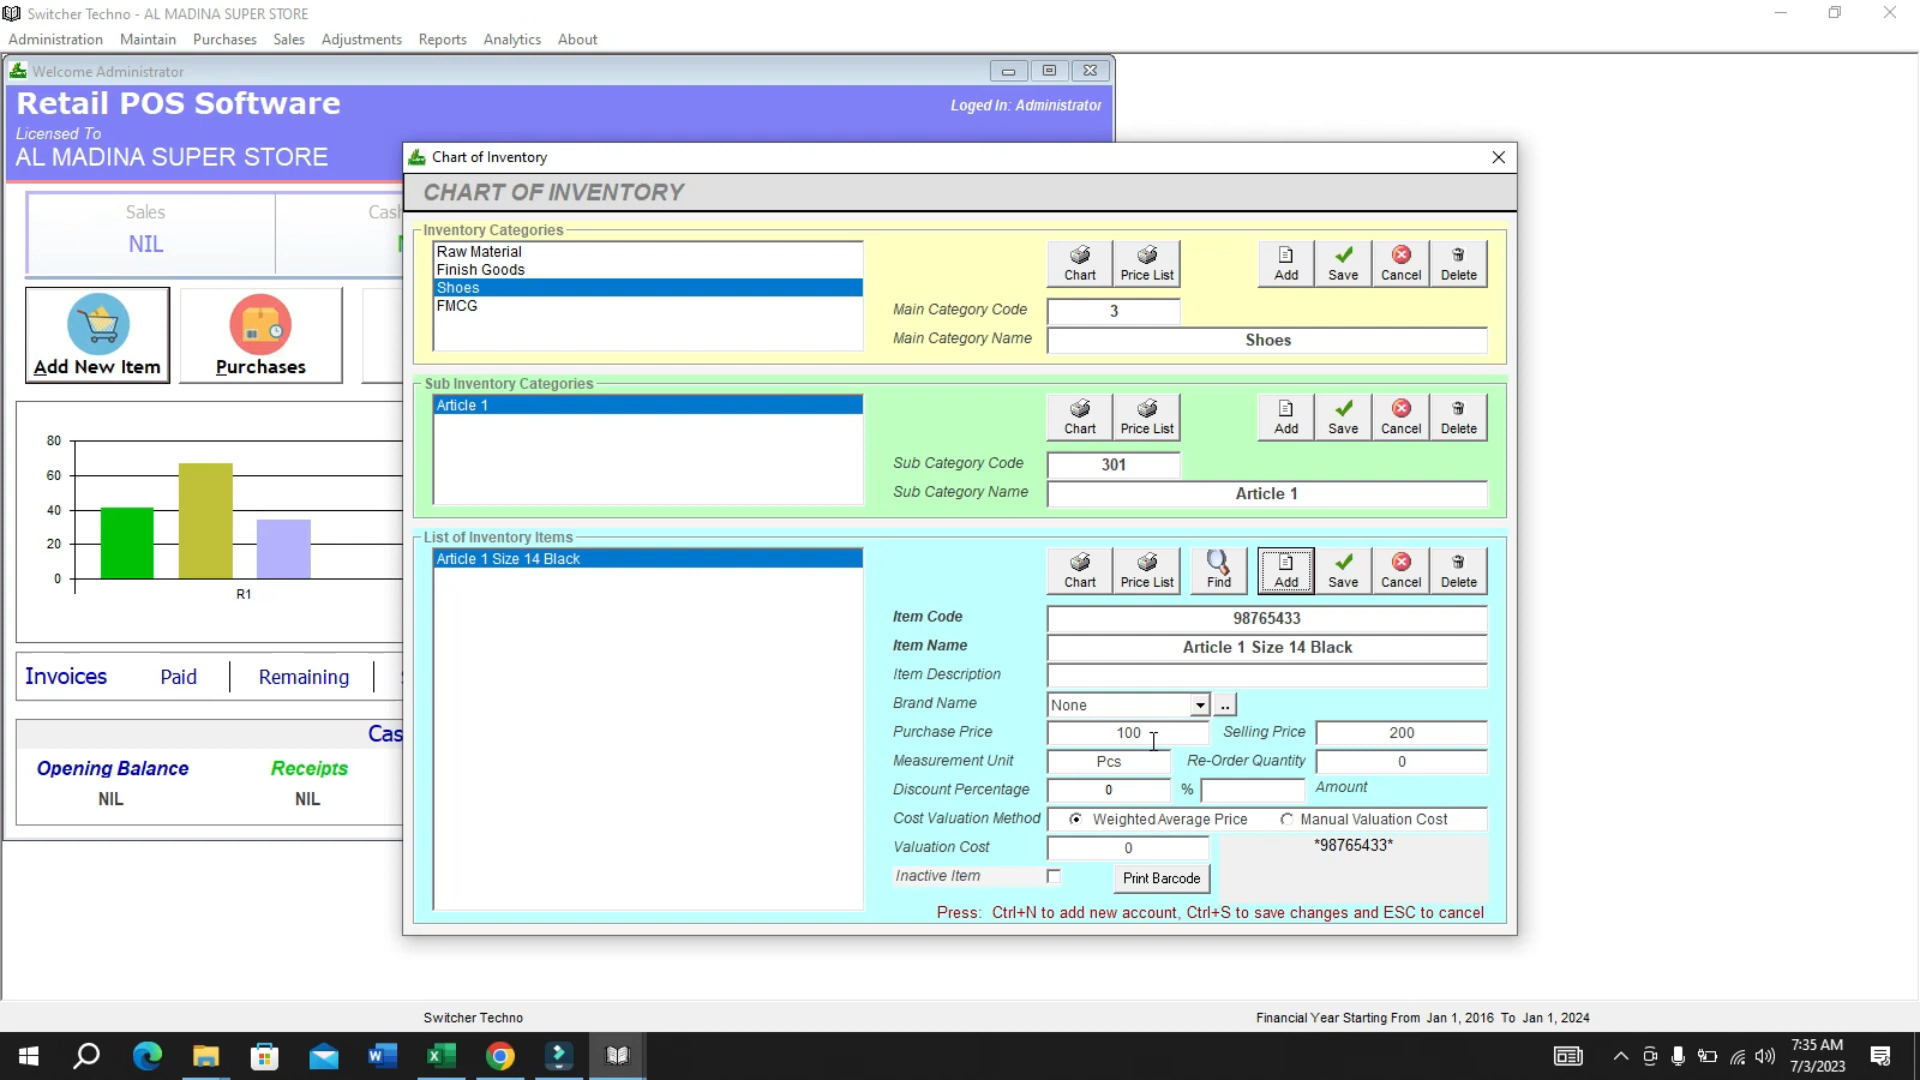 Switcher Techno - AL MADINA SUPER STORE
Administration Maintain Purchases Sales Adjustments Reports Analytics About
Welcome Administrator
Retail POS Software
Loged In: Administrator
Licensed To
AL MADINA SUPER STORE
Sales
NIL
Add New Item
Purchases
80
60
40
20
0
R1
Invoices Paid Remaining
Opening Balance Receipts
NIL NIL
Chart of Inventory
CHART OF INVENTORY
Inventory Categories
Raw Material
Finish Goods
Shoes
FMCG
Chart Price List Add Save Cancel Delete
Main Category Code 3
Main Category Name Shoes
Sub Inventory Categories
Article 1
Chart Price List Add Save Cancel Delete
Sub Category Code 301
Sub Category Name Article 1
List of Inventory Items
Article 1 Size 14 Black
Chart Price List Find Add Save Cancel Delete
Item Code 98765433
Item Name Article 1 Size 14 Black
Item Description
Brand Name None ..
Purchase Price 100 Selling Price 200
Measurement Unit Pcs Re-Order Quantity 0
Discount Percentage 0 % Amount
Cost Valuation Method Weighted Average Price Manual Valuation Cost
Valuation Cost 0 *98765433*
Inactive Item Print Barcode
Press: Ctrl+N to add new account, Ctrl+S to save changes and ESC to cancel
Switcher Techno Financial Year Starting From Jan 1, 2016 To Jan 1, 2024
7:35 AM
7/3/2023